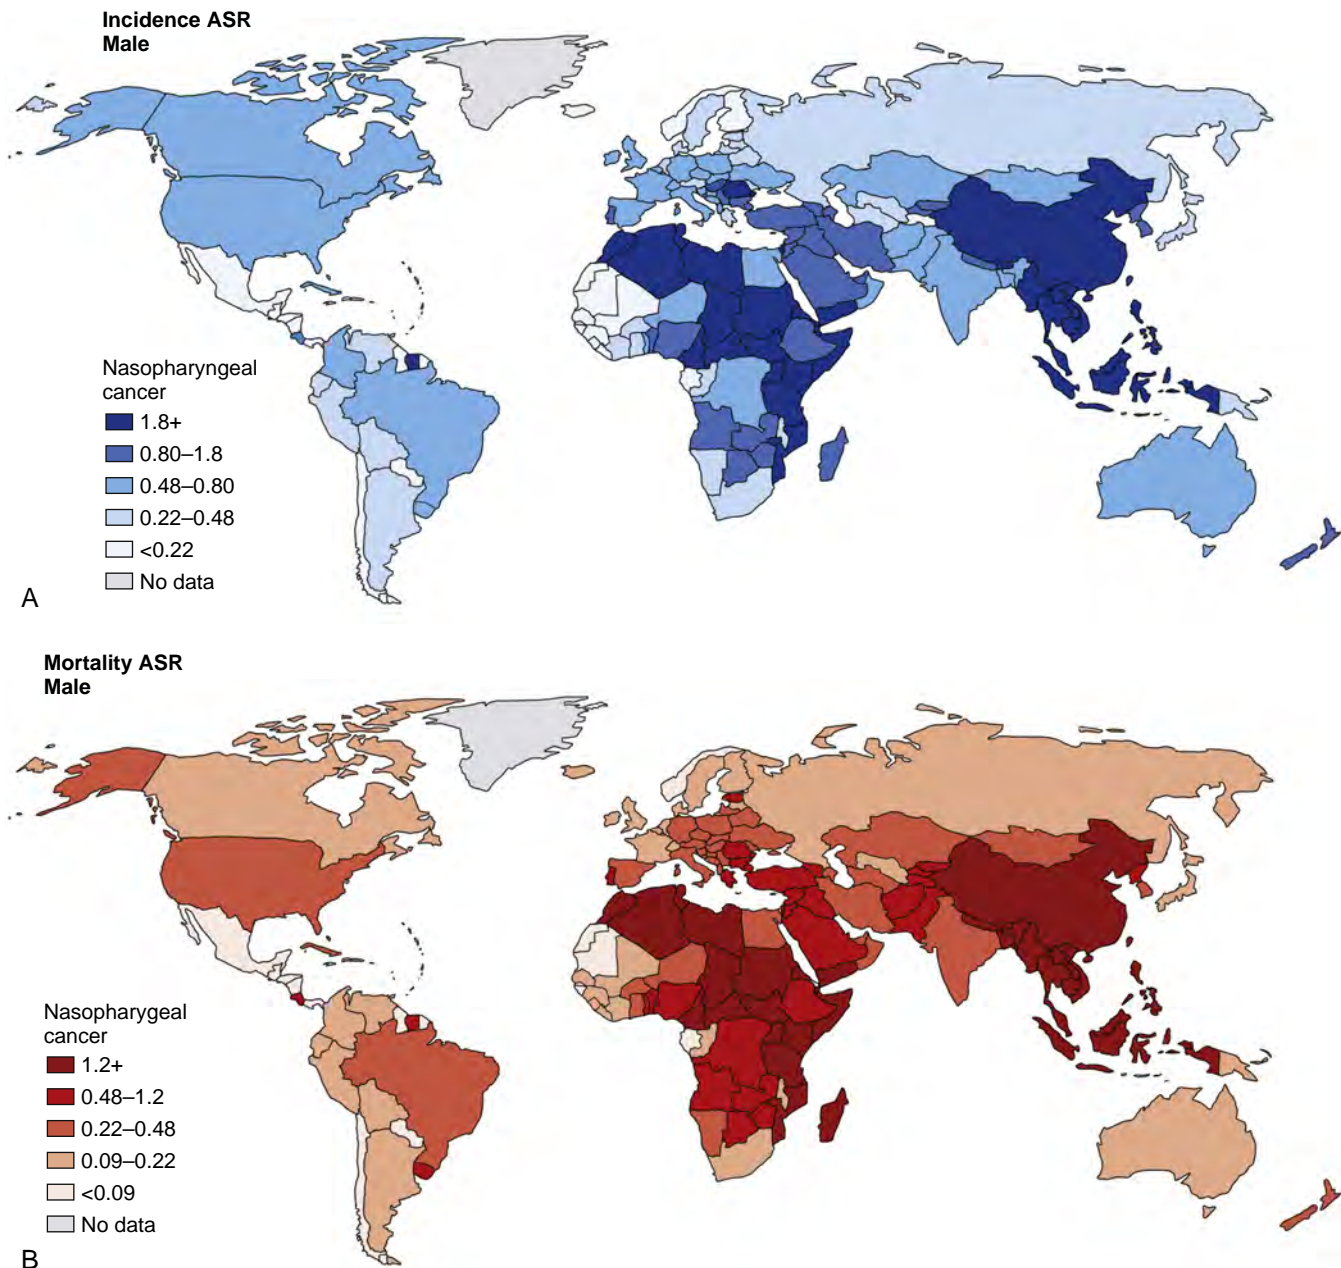 Incidence ASR
Male
Nasopharyngeal
cancer
1.8+
0.80–1.8
0.48–0.80
0.22–0.48
<0.22
No data
A
Mortality ASR
Male
Nasopharygeal
cancer
1.2+
0.48–1.2
0.22–0.48
0.09–0.22
<0.09
No data
B